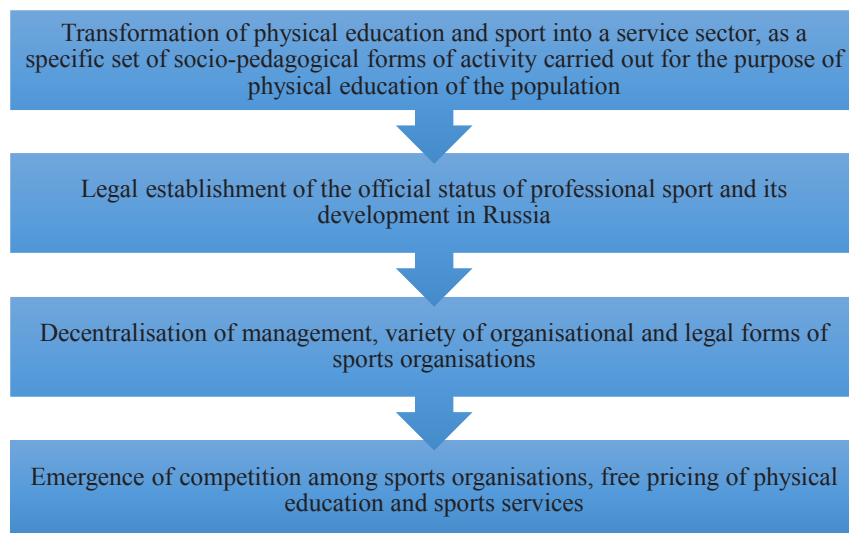 Transformation of physical education and sport into a service sector, as a
specific set of socio-pedagogical forms of activity carried out for the purpose of
physical education of the population
Legal establishment of the official status of professional sport and its
development in Russia
Decentralisation of management, variety of organisational and legal forms of
sports organisations
Emergence of competition among sports organisations, free pricing of physical
education and sports services